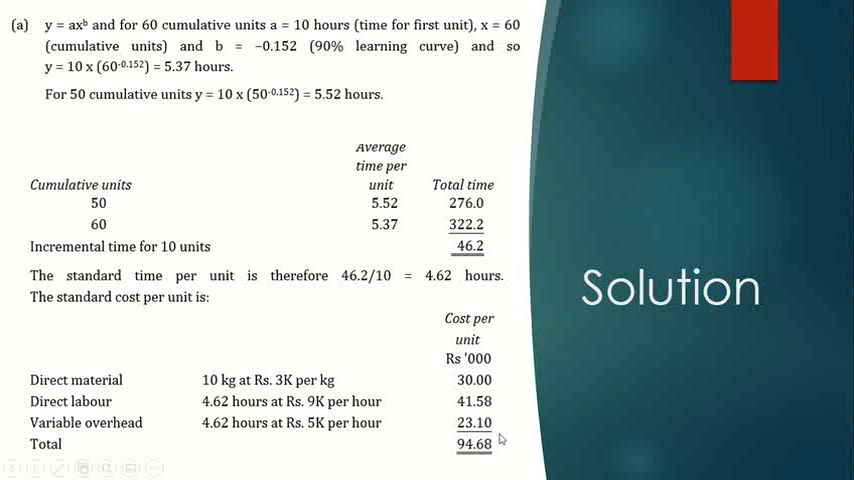 (a) y = ax^b and for 60 cumulative units a = 10 hours (time for first unit), x = 60
(cumulative units) and b = −0.152 (90% learning curve) and so
y = 10 x (60^-0.152) = 5.37 hours.
For 50 cumulative units y = 10 x (50^-0.152) = 5.52 hours.
Average
time per
Cumulative units unit Total time
50 5.52 276.0
60 5.37 322.2
Incremental time for 10 units 46.2
The standard time per unit is therefore 46.2/10 = 4.62 hours.
The standard cost per unit is:
Cost per
unit
Rs '000
Direct material 10 kg at Rs. 3K per kg 30.00
Direct labour 4.62 hours at Rs. 9K per hour 41.58
Variable overhead 4.62 hours at Rs. 5K per hour 23.10
Total 94.68
Solution